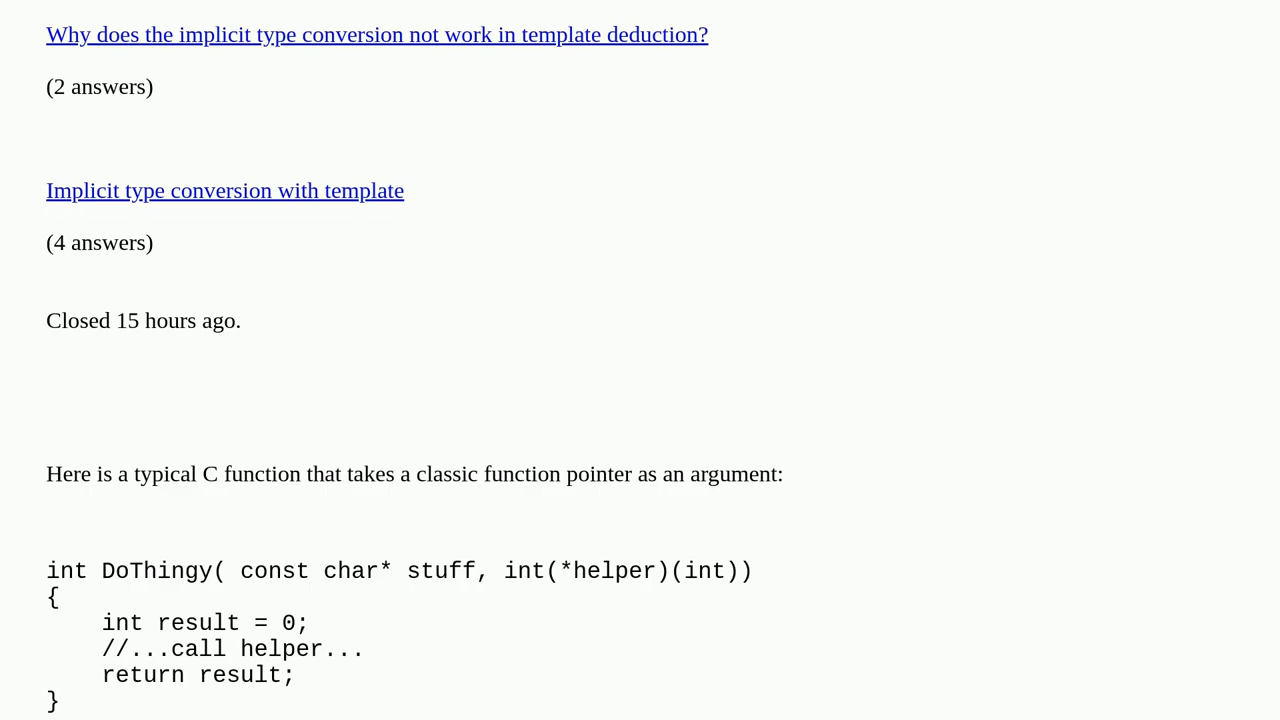 Why does the implicit type conversion not work in template deduction?
(2 answers)
Implicit type conversion with template
(4 answers)
Closed 15 hours ago.
Here is a typical C function that takes a classic function pointer as an argument:
int DoThingy( const char* stuff, int(*helper)(int))
{
    int result = 0;
    //...call helper...
    return result;
}